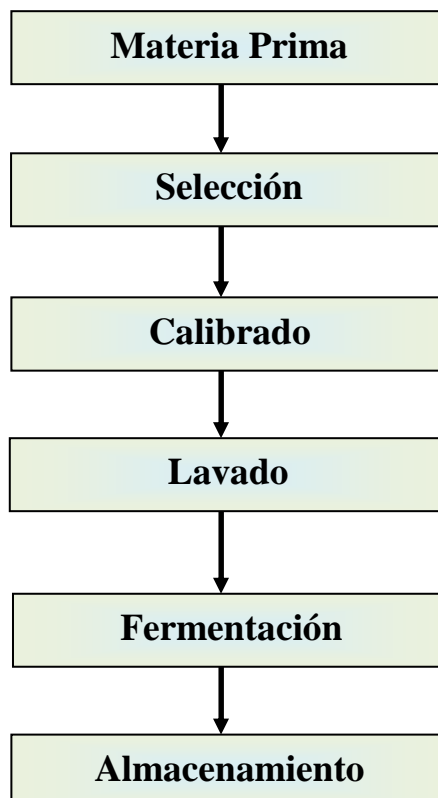 Materia Prima
Selección
Calibrado
Lavado
Fermentación
Almacenamiento